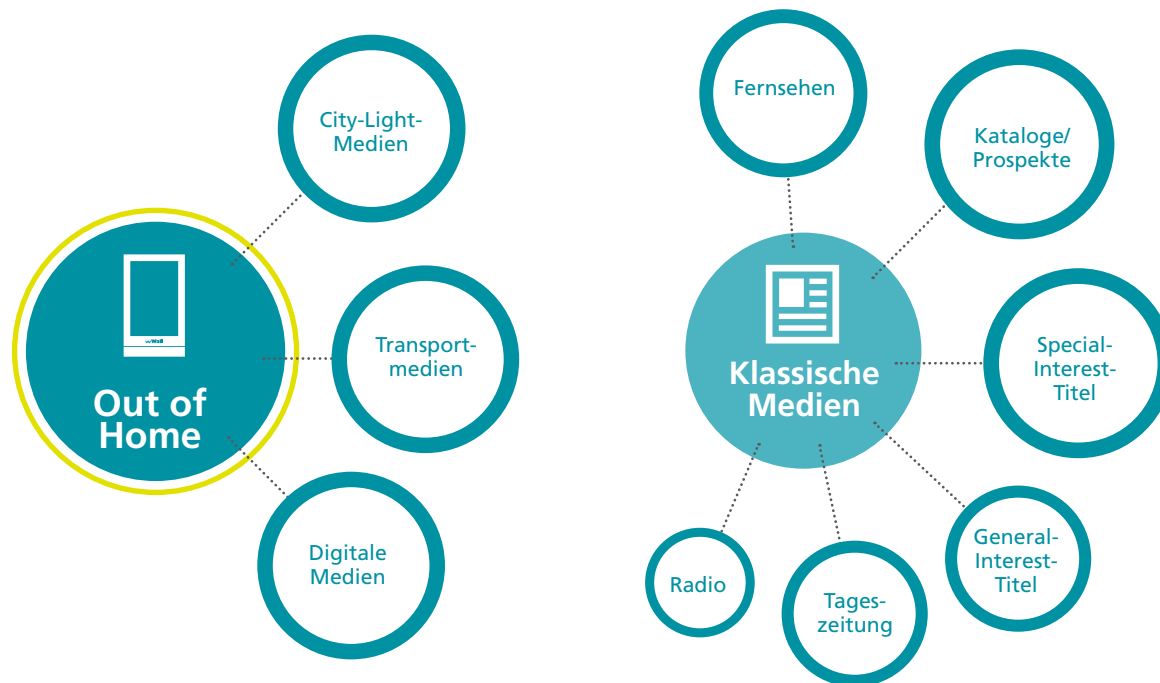 City-Light-
Medien
Wall
Out of
Home
Transport-
medien
Digitale
Medien
Fernsehen
Kataloge/
Prospekte
Klassische
Medien
Special-
Interest-
Titel
General-
Interest-
Titel
Tages-
zeitung
Radio